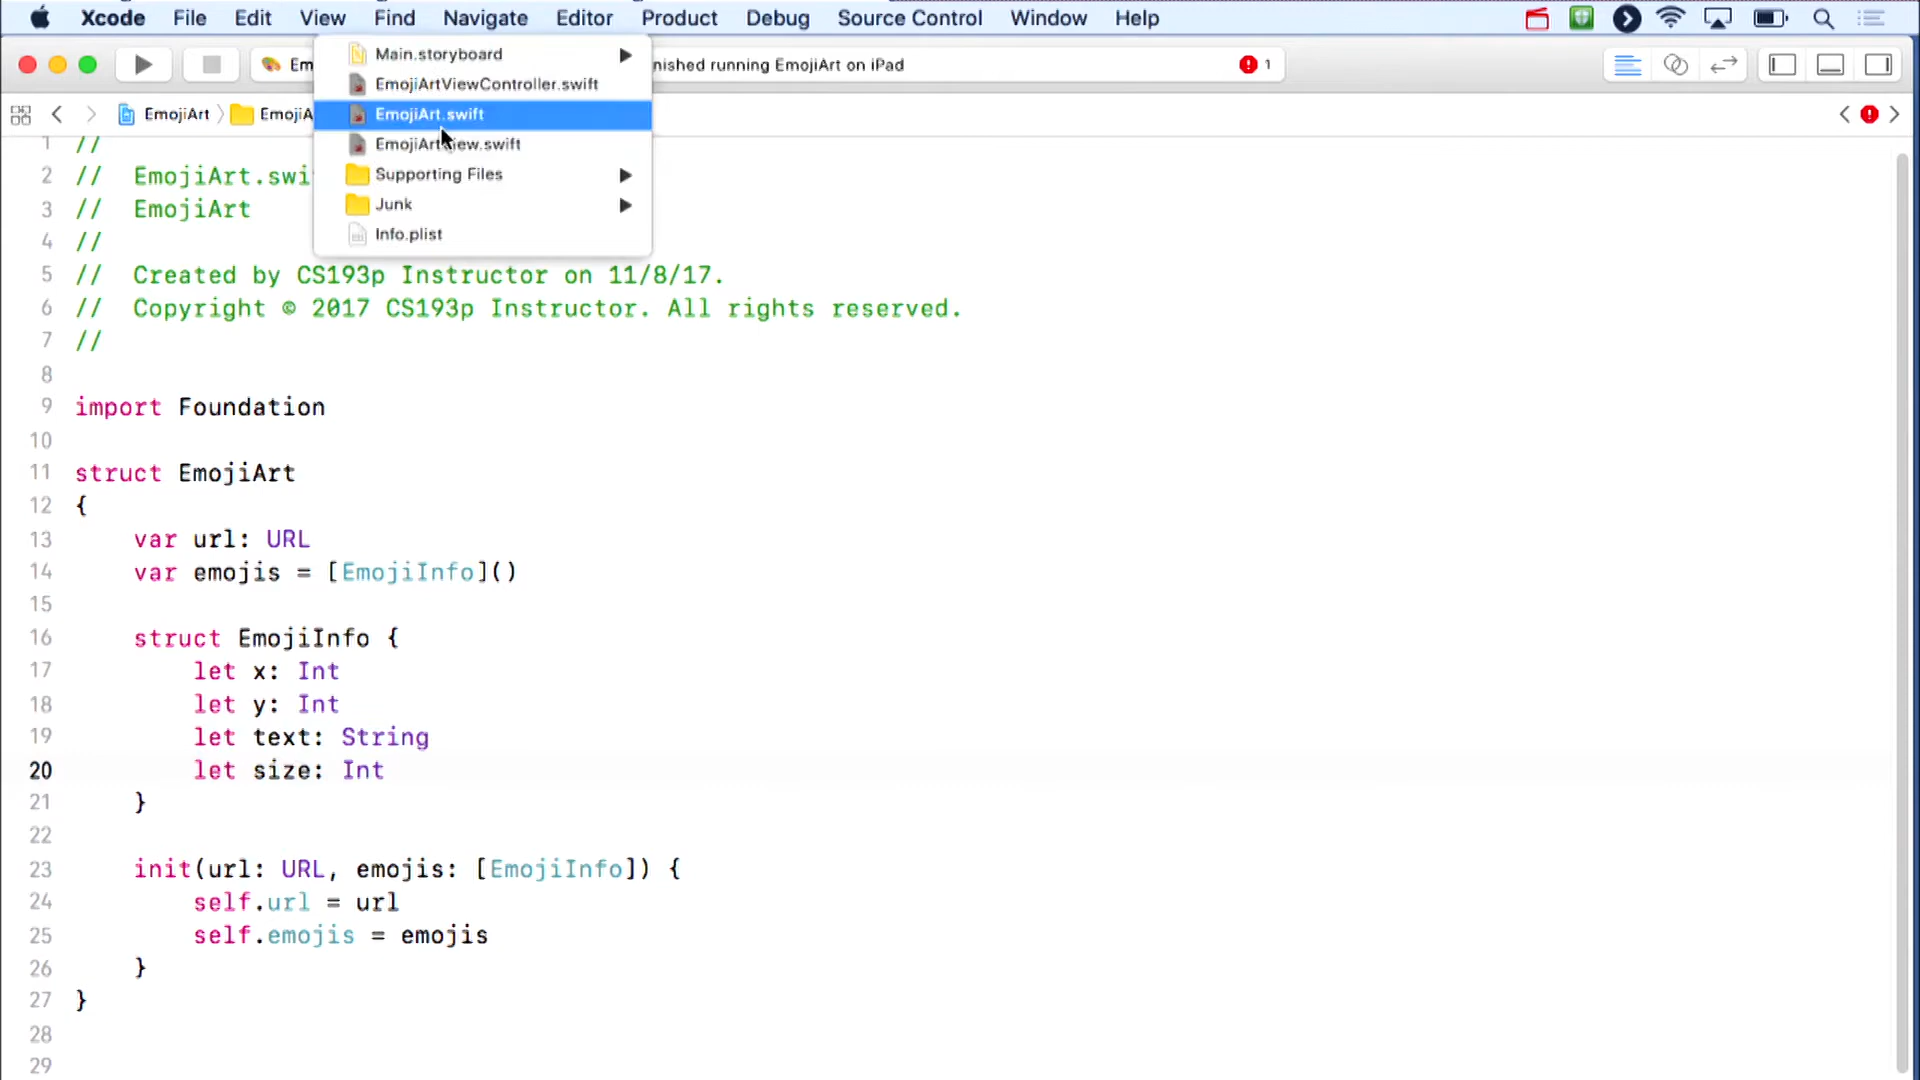 Xcode File Edit View Find Navigate Editor Product Debug Source Control Window Help
Em nished running EmojiArt on iPad 1
EmojiArt EmojiA
Main.storyboard
EmojiArtViewController.swift
EmojiArt.swift
EmojiArtView.swift
Supporting Files
Junk
Info.plist
1 //
2 // EmojiArt.swi
3 // EmojiArt
4 //
5 // Created by CS193p Instructor on 11/8/17.
6 // Copyright © 2017 CS193p Instructor. All rights reserved.
7 //
8
9 import Foundation
10
11 struct EmojiArt
12 {
13 var url: URL
14 var emojis = [EmojiInfo]()
15
16 struct EmojiInfo {
17 let x: Int
18 let y: Int
19 let text: String
20 let size: Int
21 }
22
23 init(url: URL, emojis: [EmojiInfo]) {
24 self.url = url
25 self.emojis = emojis
26 }
27 }
28
29